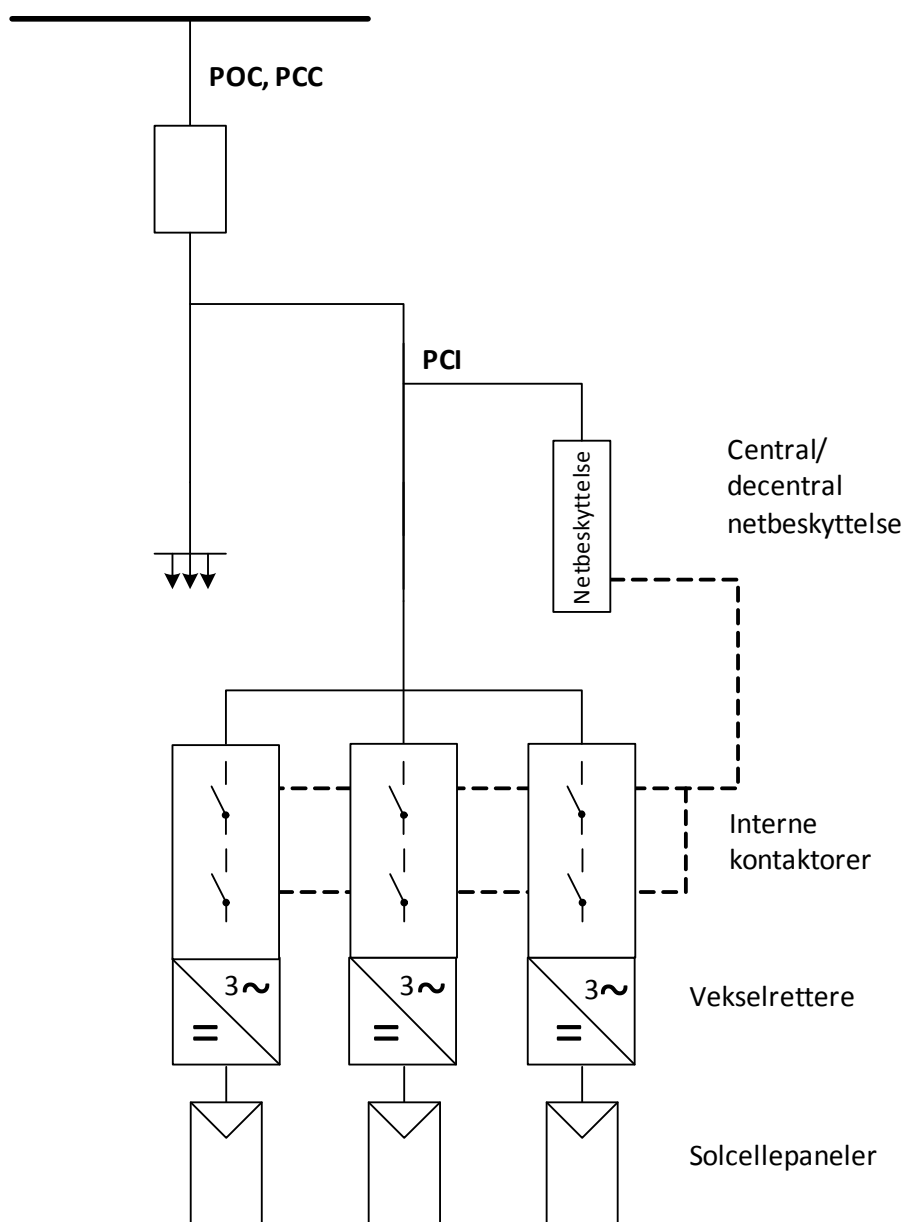 POC, PCC
PCI
Netbeskyttelse
Central/
decentral
netbeskyttelse
Interne
kontaktorer
3~
=
3~
=
3~
=
Vekselrettere
Solcellepaneler